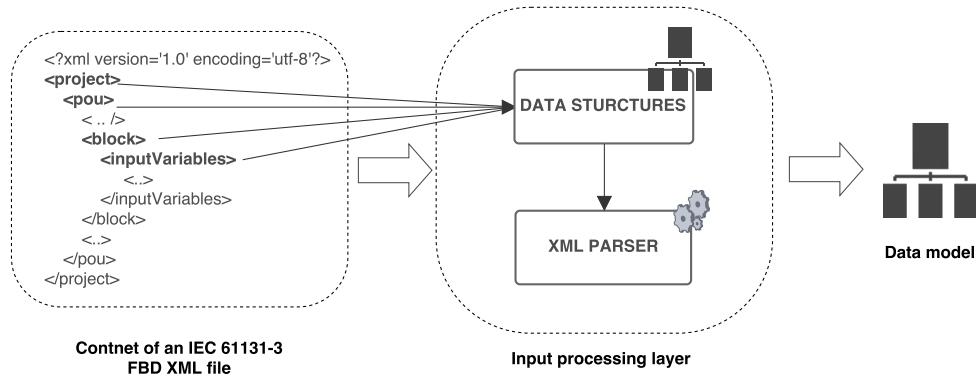 <?xml version='1.0' encoding='utf-8'?>
<project>
<pou>
< .. />
<block>
<inputVariables>
<..>
</inputVariables>
</block>
<..>
</pou>
</project>
Contnet of an IEC 61131-3
FBD XML file
DATA STURCTURES
XML PARSER
Input processing layer
Data model